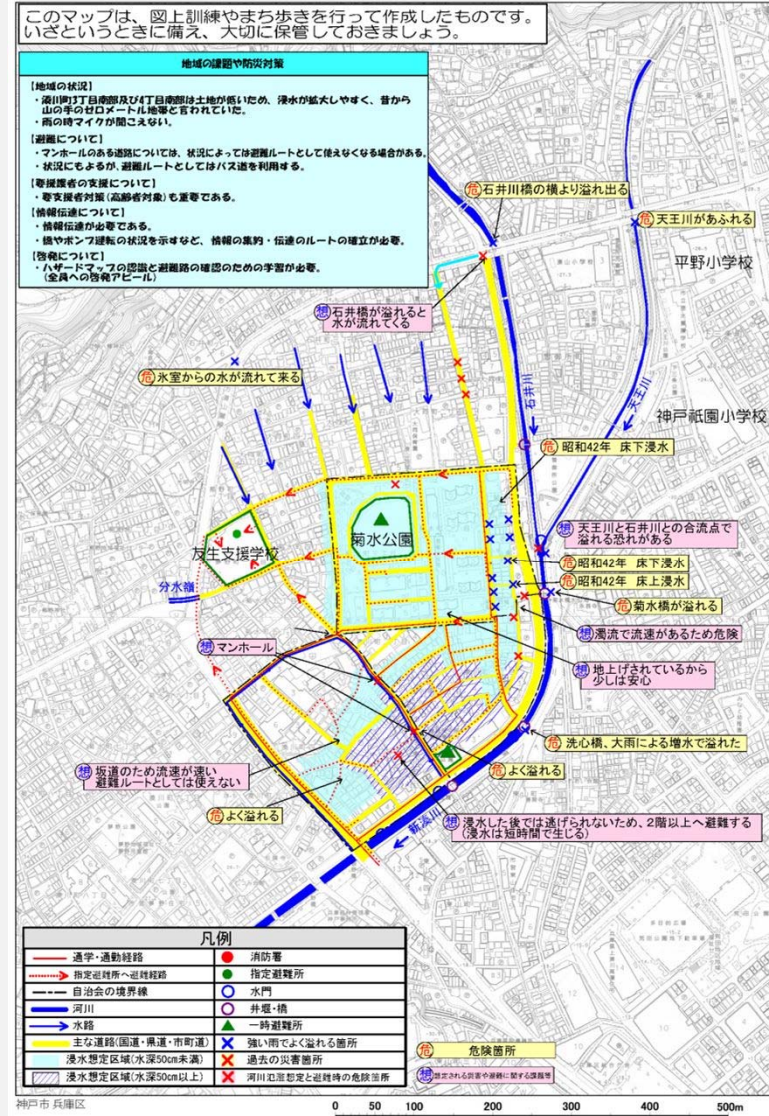 このマップは、図上訓練やまち歩きを行って作成したものです。
いざというときに備え、大切に保管しておきましょう。
地域の課題や防災対策
【地域の状況】
・湊川町3丁目南部及び4丁目南部は土地が低いため、浸水が拡大しやすく、昔から
山の手のゼロメートル地帯と言われていた。
・雨の時マイクが聞こえない。
【避難について】
・マンホールのある道路については、状況によっては避難ルートとして使えなくなる場合がある。
・状況にもよるが、避難ルートとしてはバス道を利用する。
【要援護者の支援について】
・要支援者対策(高齢者対象)も重要である。
【情報伝達について】
・情報伝達が必要である。
・橋やポンプ運転の状況を示すなど、情報の集約・伝達のルートの確立が必要。
【啓発について】
・ハザードマップの認識と避難路の確認のための学習が必要。
(全員への啓発アピール)
危 石井川橋の横より溢れ出る
危 天王川があふれる
平野小学校
想 石井橋が溢れると
水が流れてくる
危 氷室からの水が流れて来る
石井川
天王川
神戸祇園小学校
危 昭和42年 床下浸水
想 天王川と石井川との合流点で
溢れる恐れがある
菊水公園
友生支援学校
危 昭和42年 床下浸水
危 昭和42年 床上浸水
分水嶺
危 菊水橋が溢れる
想 濁流で流速があるため危険
想 マンホール
想 地上げされているから
少しは安心
危 洗心橋、大雨による増水で溢れた
想 坂道のため流速が速い
避難ルートとしては使えない
危 よく溢れる
危 よく溢れる
想 浸水した後では逃げられないため、2階以上へ避難する
(浸水は短時間で生じる)
新湊川
凡例
通学・通勤経路
消防署
指定避難所へ避難経路
指定避難所
自治会の境界線
水門
河川
井堰・橋
水路
一時避難所
主な道路(国道・県道・市町道)
強い雨でよく溢れる箇所
浸水想定区域(水深50cm未満)
過去の災害箇所
浸水想定区域(水深50cm以上)
河川氾濫想定と避難時の危険箇所
危 危険箇所
想 想定される災害や避難に関する課題等
神戸市 兵庫区
0 50 100 200 300 400 500m